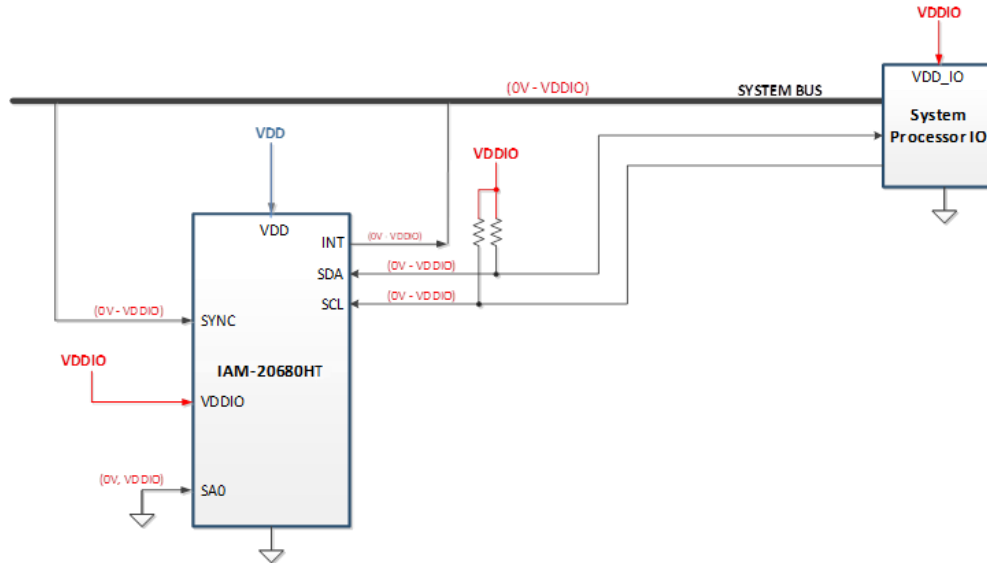 VDDIO
VDD_IO
(0V - VDDIO)
SYSTEM BUS
System
Processor IO
VDD
VDDIO
VDD
INT
(0V - VDDIO)
SDA
(0V - VDDIO)
SCL
(0V - VDDIO)
(0V - VDDIO)
SYNC
IAM-20680HT
VDDIO
VDDIO
(0V, VDDIO)
SA0